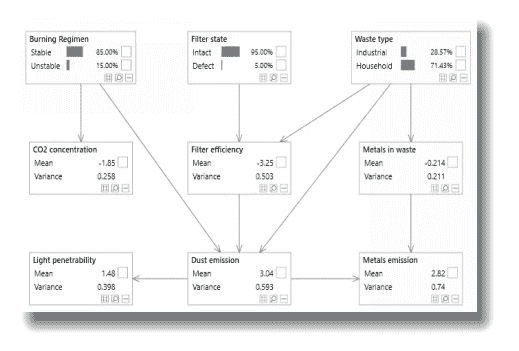 Burning Regimen
Stable 85.00%
Unstable 15.00%
Filter state
Intact 95.00%
Defect 5.00%
Waste type
Industrial 28.57%
Household 71.43%
CO2 concentration
Mean -1.85
Variance 0.258
Filter efficiency
Mean -3.25
Variance 0.503
Metals in waste
Mean -0.214
Variance 0.211
Light penetrability
Mean 1.48
Variance 0.398
Dust emission
Mean 3.04
Variance 0.593
Metals emission
Mean 2.82
Variance 0.74